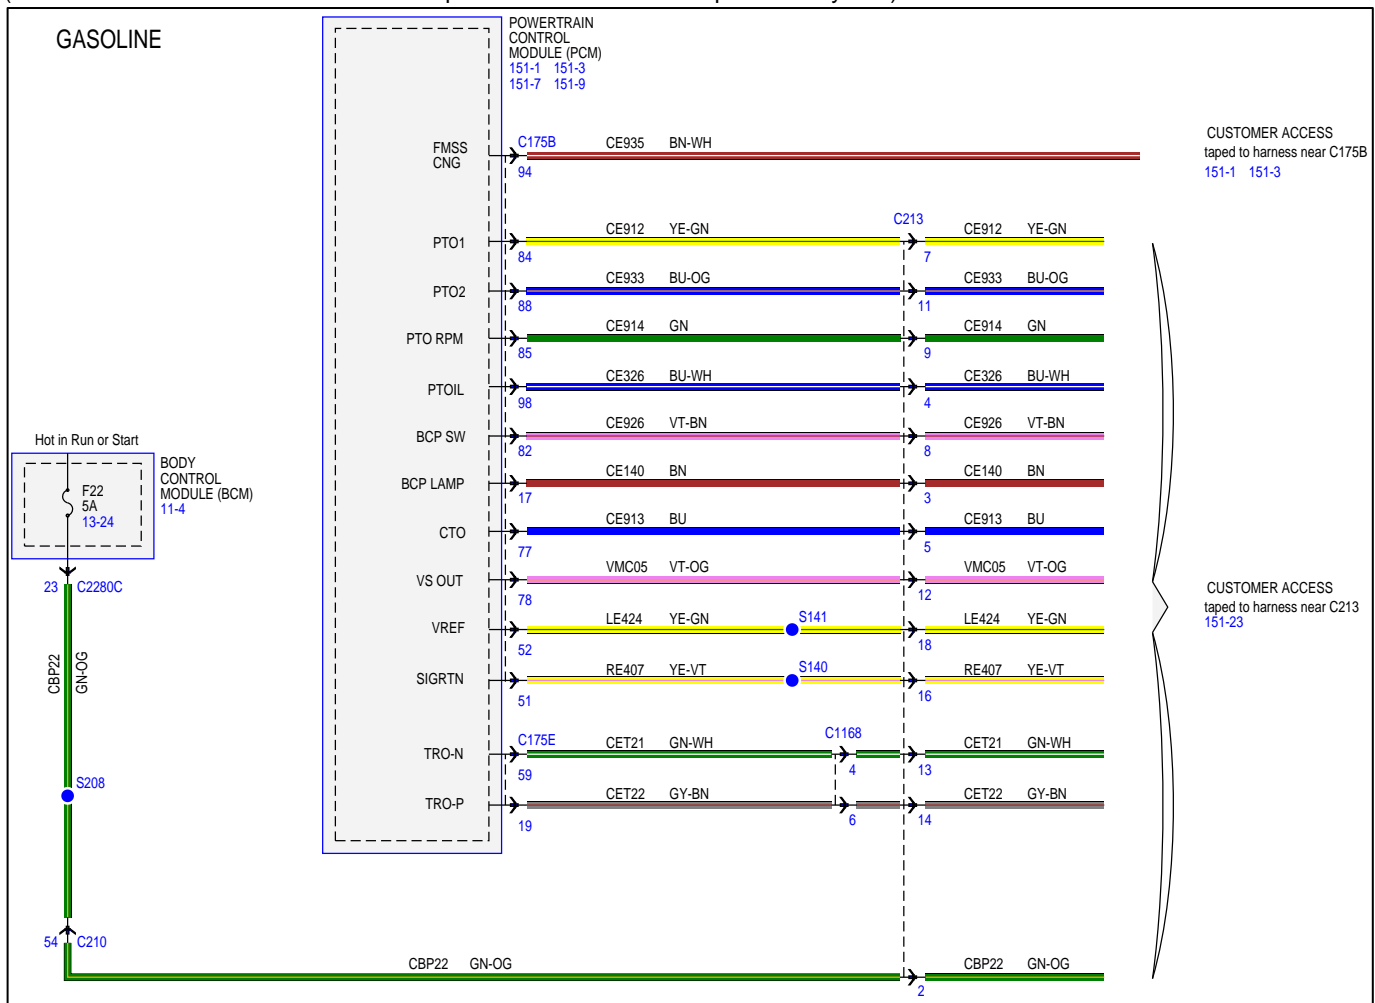 GASOLINE
POWERTRAIN
CONTROL
MODULE (PCM)
151-1 151-3
151-7 151-9
FMSS
CNG
C175B
94
CE935 BN-WH
CUSTOMER ACCESS
taped to harness near C175B
151-1 151-3
C213
PTO1
84
CE912 YE-GN
7
CE912 YE-GN
PTO2
88
CE933 BU-OG
11
CE933 BU-OG
PTO RPM
85
CE914 GN
9
CE914 GN
PTOIL
98
CE326 BU-WH
4
CE326 BU-WH
BCP SW
82
CE926 VT-BN
8
CE926 VT-BN
BCP LAMP
17
CE140 BN
3
CE140 BN
CTO
77
CE913 BU
5
CE913 BU
VS OUT
78
VMC05 VT-OG
12
VMC05 VT-OG
VREF
52
LE424 YE-GN
S141
18
LE424 YE-GN
SIGRTN
51
RE407 YE-VT
S140
16
RE407 YE-VT
TRO-N
C175E
59
CET21 GN-WH
C1168
4
13
CET21 GN-WH
TRO-P
19
CET22 GY-BN
6
14
CET22 GY-BN
CUSTOMER ACCESS
taped to harness near C213
151-23
Hot in Run or Start
F22
5A
13-24
BODY
CONTROL
MODULE (BCM)
11-4
23 C2280C
CBP22
GN-OG
S208
54 C210
CBP22 GN-OG
2
CBP22 GN-OG